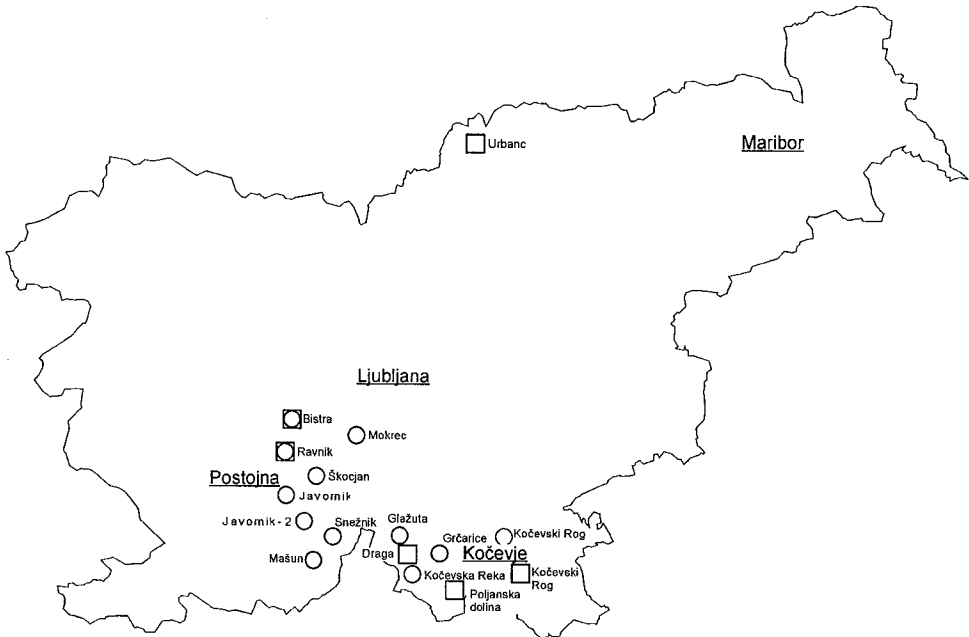 Urbanc
Maribor
Ljubljana
Bistra
Mokrec
Ravnik
Škocjan
Postojna
Javornik
Javornik-2
Snežnik
Glažuta
Kočevski Rog
Mašun
Draga
Grčarice
Kočevje
Kočevska Reka
Kočevski
Rog
Poljanska
dolina